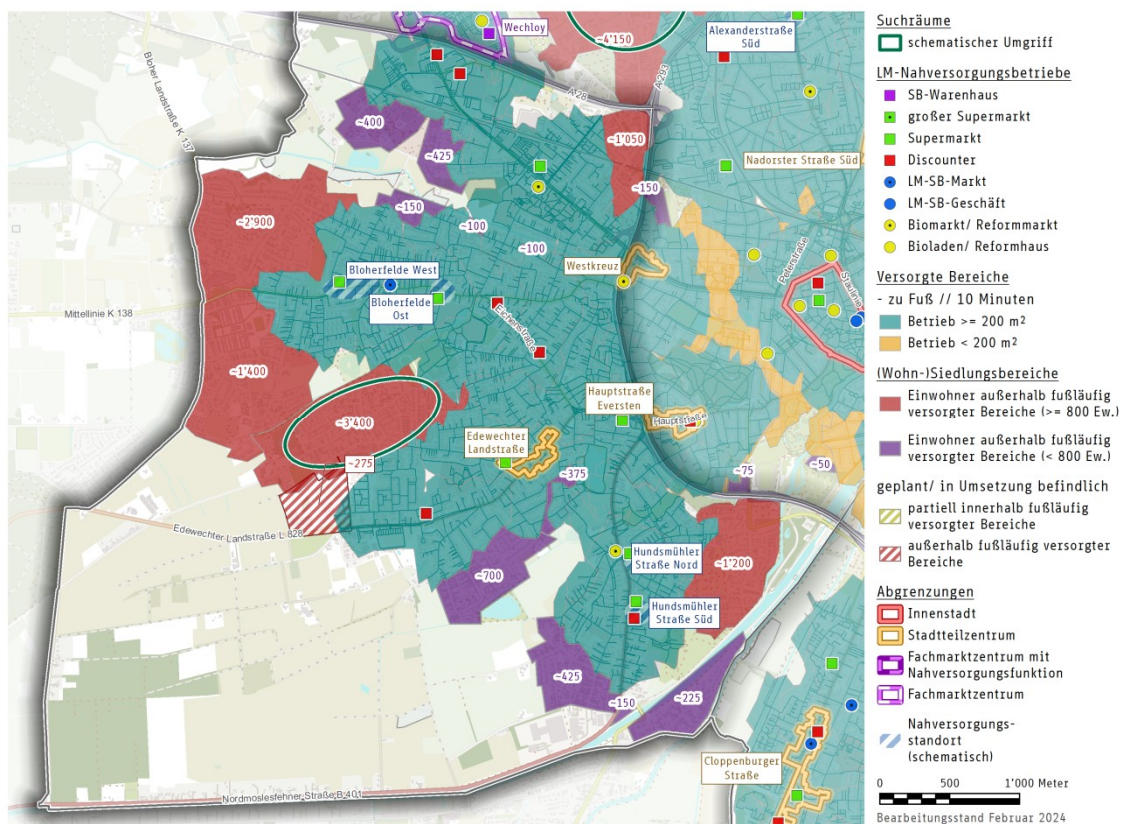 Wechloy
~4'150
Alexanderstraße
Süd
Bloher Landstraße K 137
A 28
A 293
~400
~425
~1'050
Nadorster Straße Süd
~150
~2'900
~150
~100
~100
Westkreuz
Peterstraße
Staulinie
Bloherfelde West
Bloherfelde
Ost
Mittellinie K 138
Eichenstraße
~1'400
~3'400
Hauptstraße
Eversten
Hauptstraße
Edewechter
Landstraße
~275
~375
~75
~50
Edewechter Landstraße L 828
Hundsmühler
Straße Nord
~1'200
~700
Hundsmühler
Straße Süd
~425
~150
~225
Cloppenburger
Straße
Nordmoslesfehner Straße B 401
Suchräume
schematischer Umgriff
LM-Nahversorgungsbetriebe
SB-Warenhaus
großer Supermarkt
Supermarkt
Discounter
LM-SB-Markt
LM-SB-Geschäft
Biomarkt/ Reformmarkt
Bioladen/ Reformhaus
Versorgte Bereiche
- zu Fuß // 10 Minuten
Betrieb >= 200 m²
Betrieb < 200 m²
(Wohn-)Siedlungsbereiche
Einwohner außerhalb fußläufig
versorgter Bereiche (>= 800 Ew.)
Einwohner außerhalb fußläufig
versorgter Bereiche (< 800 Ew.)
geplant/ in Umsetzung befindlich
partiell innerhalb fußläufig
versorgter Bereiche
außerhalb fußläufig versorgter
Bereiche
Abgrenzungen
Innenstadt
Stadtteilzentrum
Fachmarktzentrum mit
Nahversorgungsfunktion
Fachmarktzentrum
Nahversorgungs-
standort
(schematisch)
0 500 1'000 Meter
Bearbeitungsstand Februar 2024